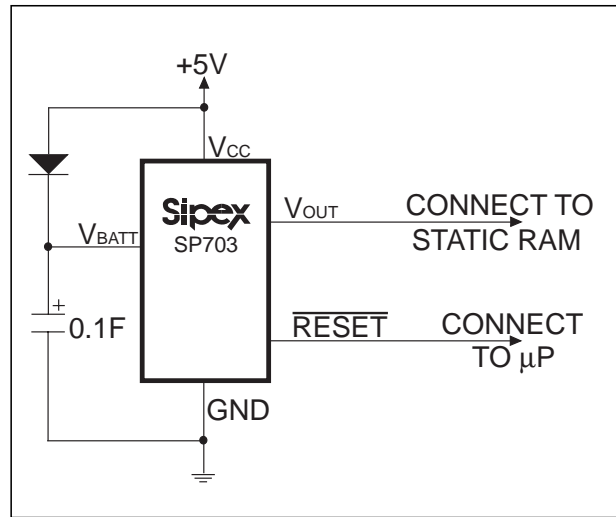 +5V
VCC
Sipex
SP703
VOUT
CONNECT TO
STATIC RAM
VBATT
+
0.1F
RESET
CONNECT
TO µP
GND